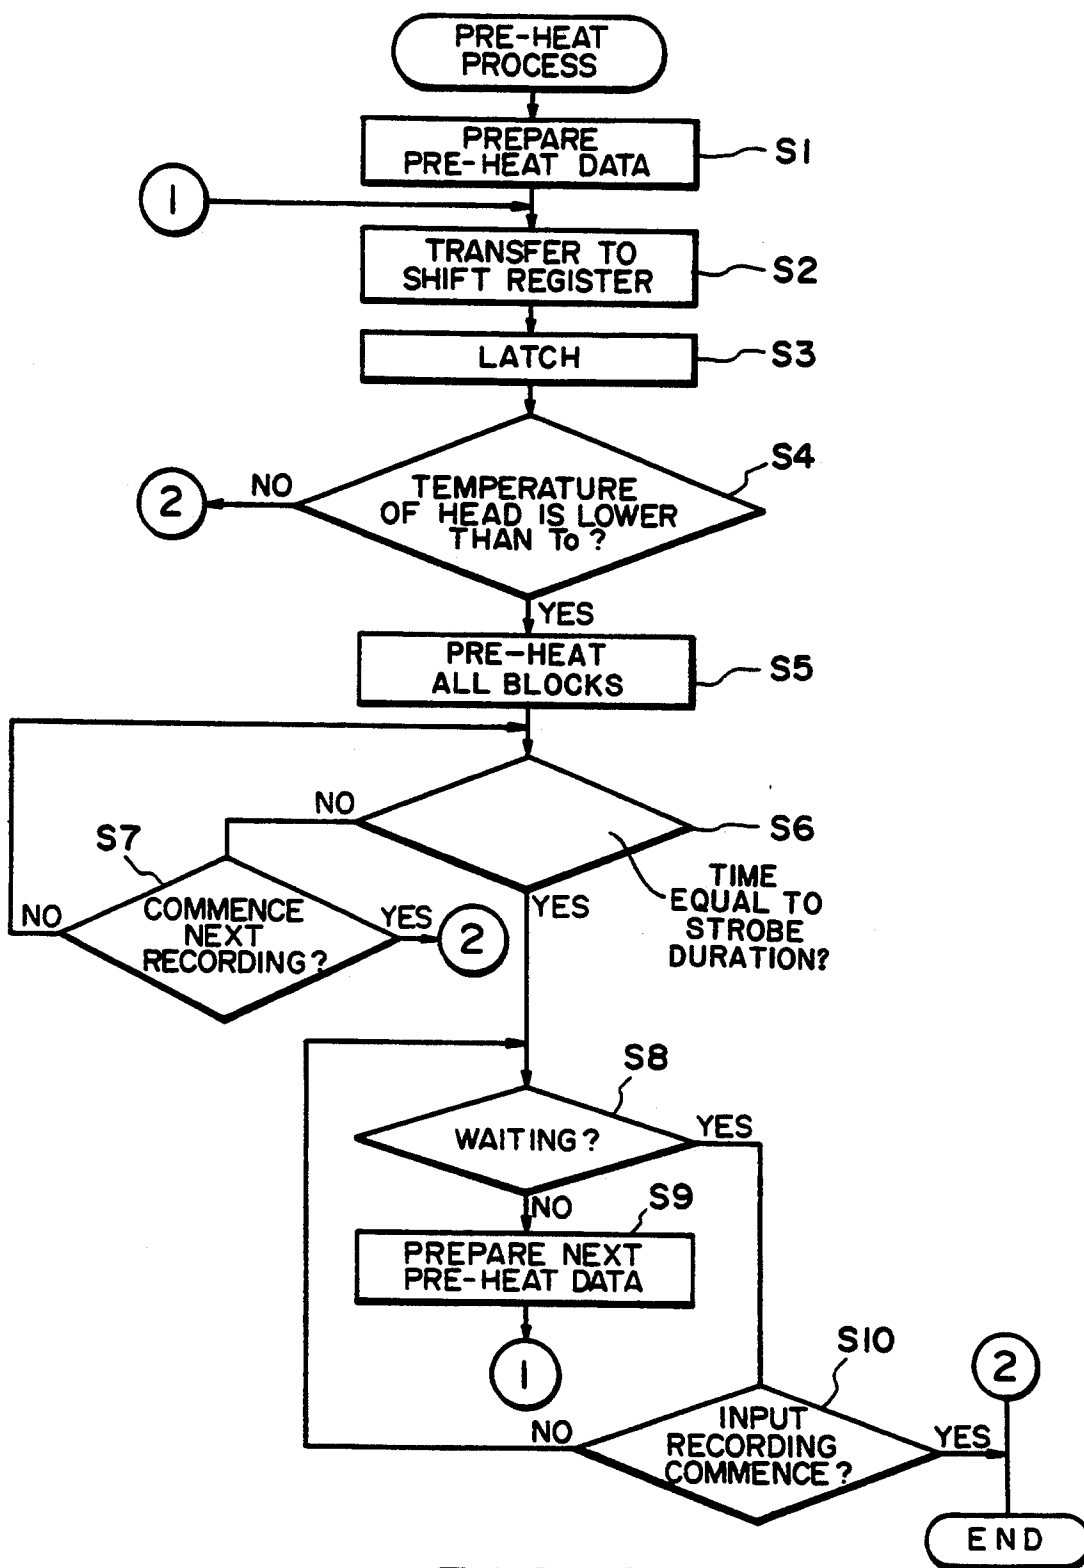 PRE-HEAT
PROCESS
PREPARE
PRE-HEAT DATA
S1
1
TRANSFER TO
SHIFT REGISTER
S2
LATCH
S3
S4
2
NO
TEMPERATURE
OF HEAD IS LOWER
THAN To?
YES
PRE-HEAT
ALL BLOCKS
S5
NO
S6
S7
TIME
EQUAL TO
STROBE
DURATION?
YES
NO
COMMENCE
NEXT
RECORDING?
YES
2
S8
WAITING?
YES
NO
S9
PREPARE NEXT
PRE-HEAT DATA
1
S10
2
NO
INPUT
RECORDING
COMMENCE?
YES
END